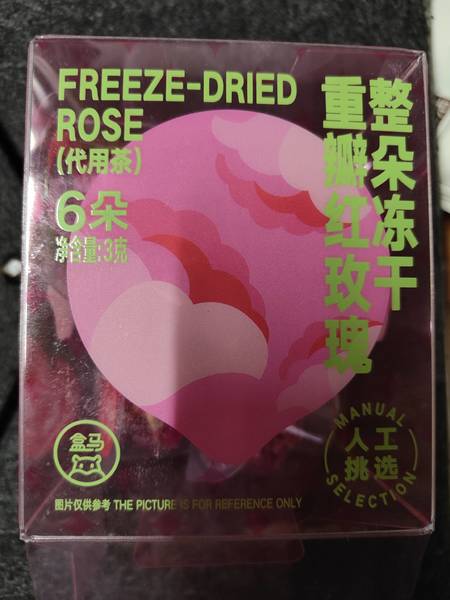 FREEZE-DRIED
ROSE
(代用茶)
6朵
净含量:3克
整朵冻干
重瓣红玫瑰
盒马
MANUAL
人工
挑选
SELECTION
图片仅供参考 THE PICTURE IS FOR REFERENCE ONLY